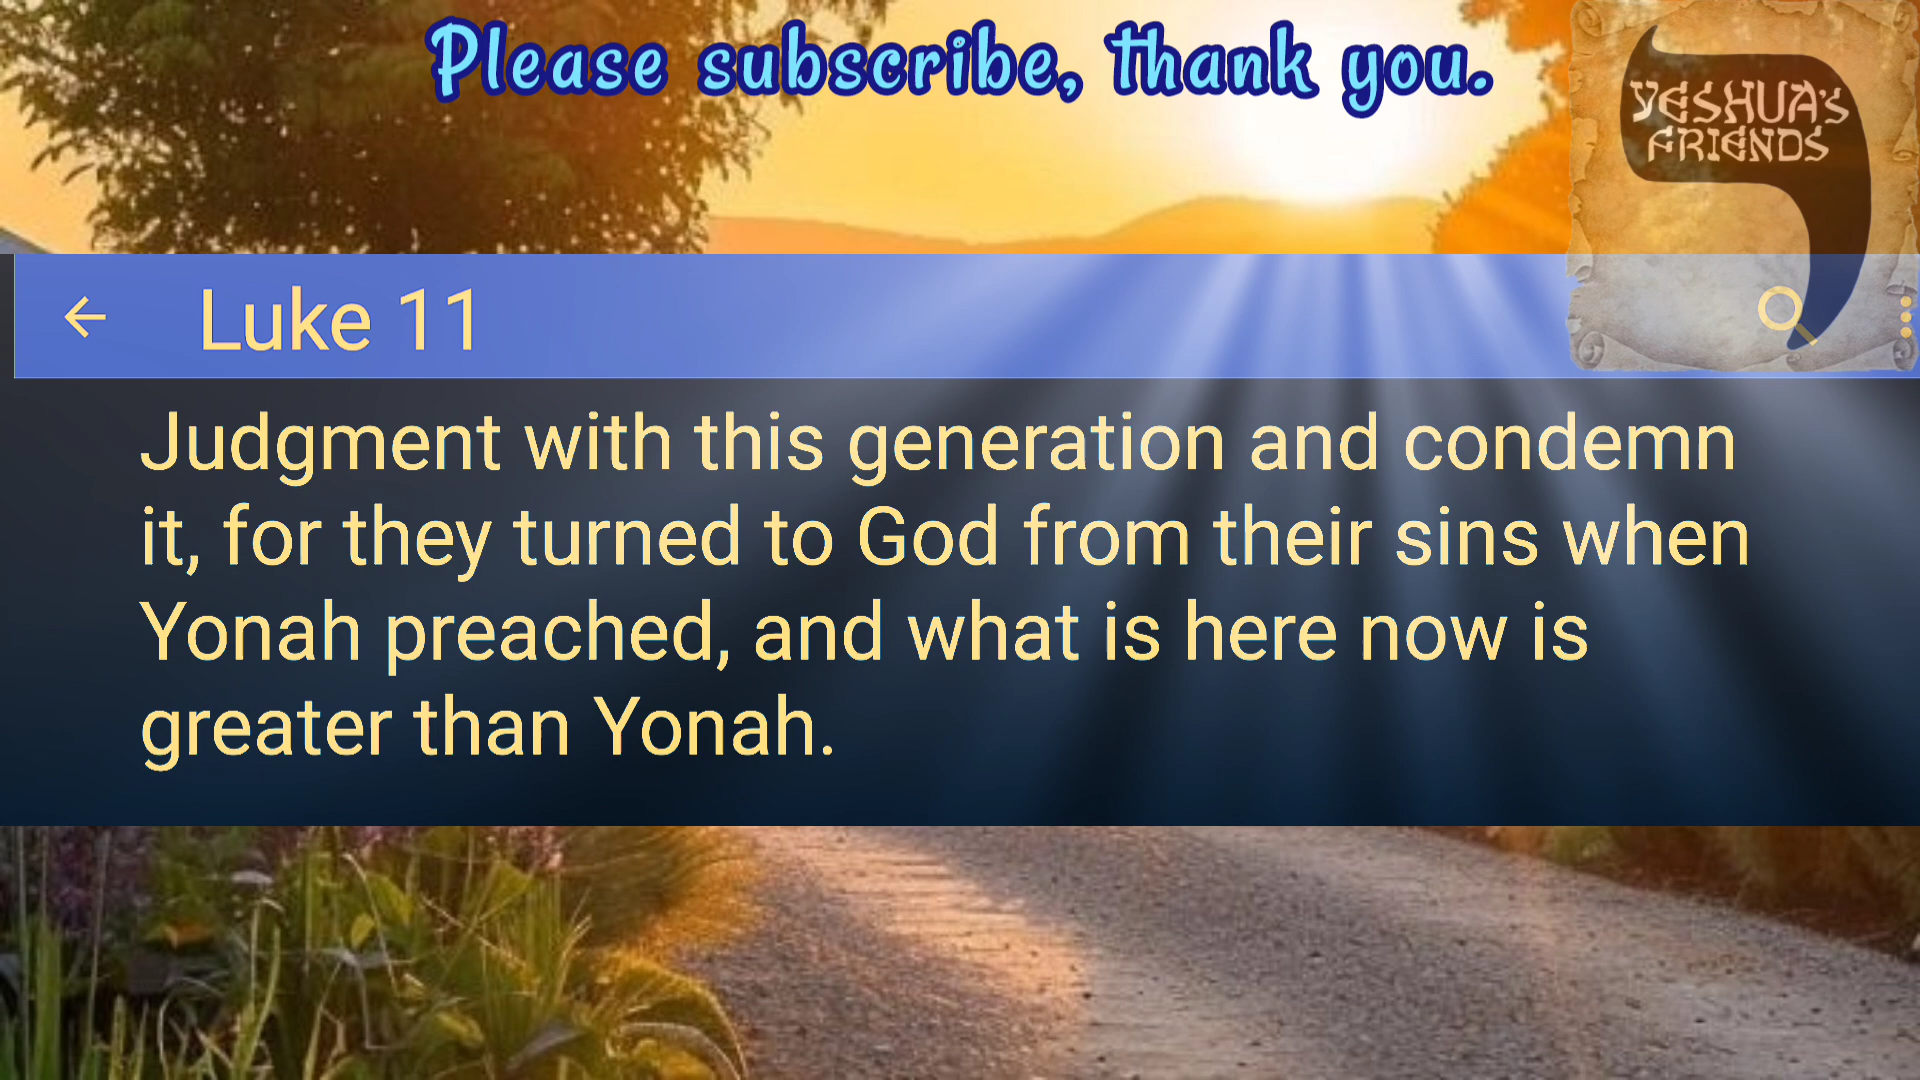 Please subscribe, thank you.
YESHUA'S
FRIENDS
Luke 11
Judgment with this generation and condemn
it, for they turned to God from their sins when
Yonah preached, and what is here now is
greater than Yonah.